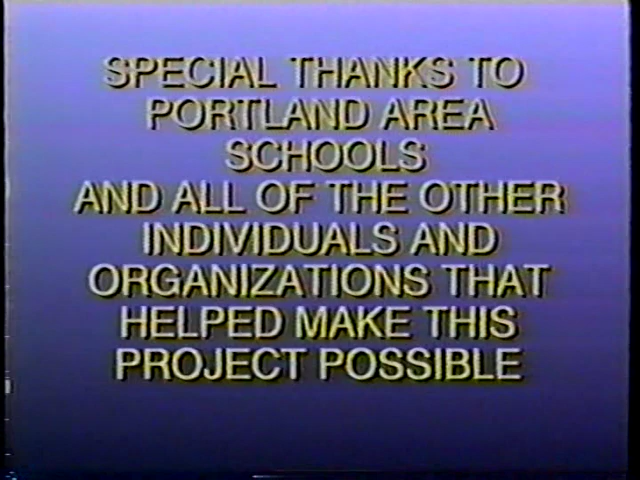 SPECIAL THANKS TO
PORTLAND AREA
SCHOOLS
AND ALL OF THE OTHER
INDIVIDUALS AND
ORGANIZATIONS THAT
HELPED MAKE THIS
PROJECT POSSIBLE